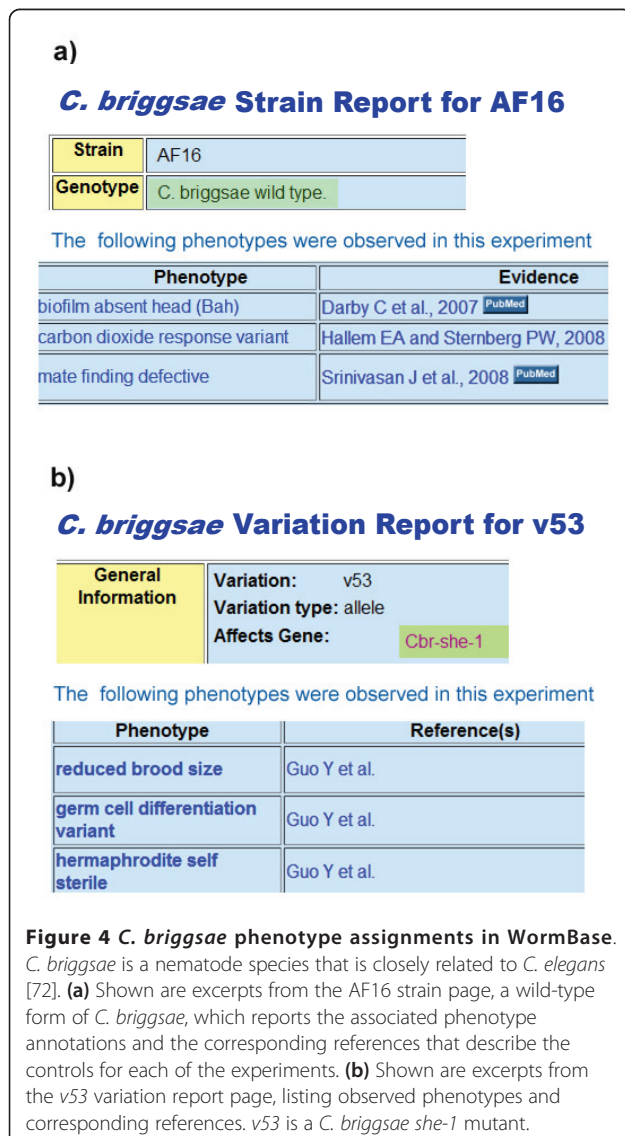 a)
C. briggsae Strain Report for AF16
Strain AF16
Genotype C. briggsae wild type.
The following phenotypes were observed in this experiment
Phenotype Evidence
biofilm absent head (Bah) Darby C et al., 2007 PubMed
carbon dioxide response variant Hallem EA and Sternberg PW, 2008
mate finding defective Srinivasan J et al., 2008 PubMed
b)
C. briggsae Variation Report for v53
General Information Variation: v53
Variation type: allele
Affects Gene: Cbr-she-1
The following phenotypes were observed in this experiment
Phenotype Reference(s)
reduced brood size Guo Y et al.
germ cell differentiation
variant Guo Y et al.
hermaphrodite self
sterile Guo Y et al.
Figure 4 C. briggsae phenotype assignments in WormBase.
C. briggsae is a nematode species that is closely related to C. elegans
[72]. (a) Shown are excerpts from the AF16 strain page, a wild-type
form of C. briggsae, which reports the associated phenotype
annotations and the corresponding references that describe the
controls for each of the experiments. (b) Shown are excerpts from
the v53 variation report page, listing observed phenotypes and
corresponding references. v53 is a C. briggsae she-1 mutant.